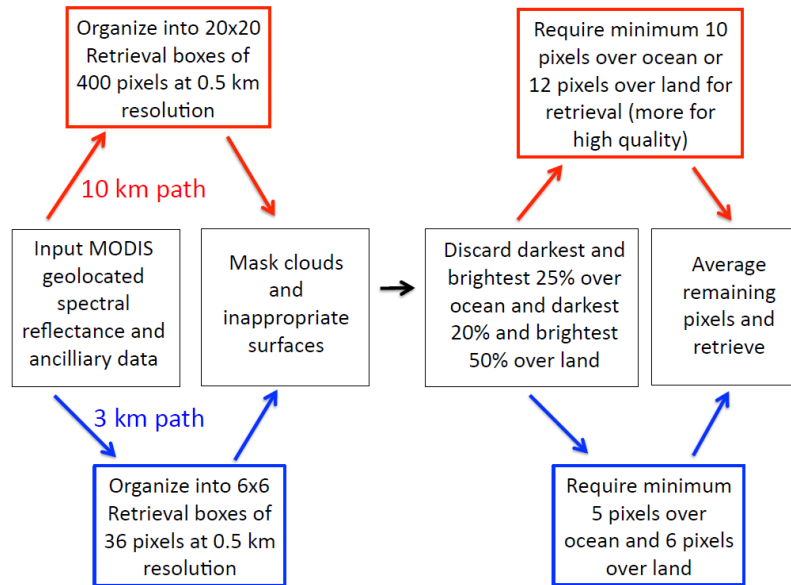 Organize into 20x20
Retrieval boxes of
400 pixels at 0.5 km
resolution
Require minimum 10
pixels over ocean or
12 pixels over land for
retrieval (more for
high quality)
10 km path
Input MODIS
geolocated
spectral
reflectance and
ancilliary data
Mask clouds
and
inappropriate
surfaces
Discard darkest and
brightest 25% over
ocean and darkest
20% and brightest
50% over land
Average
remaining
pixels and
retrieve
3 km path
Organize into 6x6
Retrieval boxes of
36 pixels at 0.5 km
resolution
Require minimum
5 pixels over
ocean and 6 pixels
over land